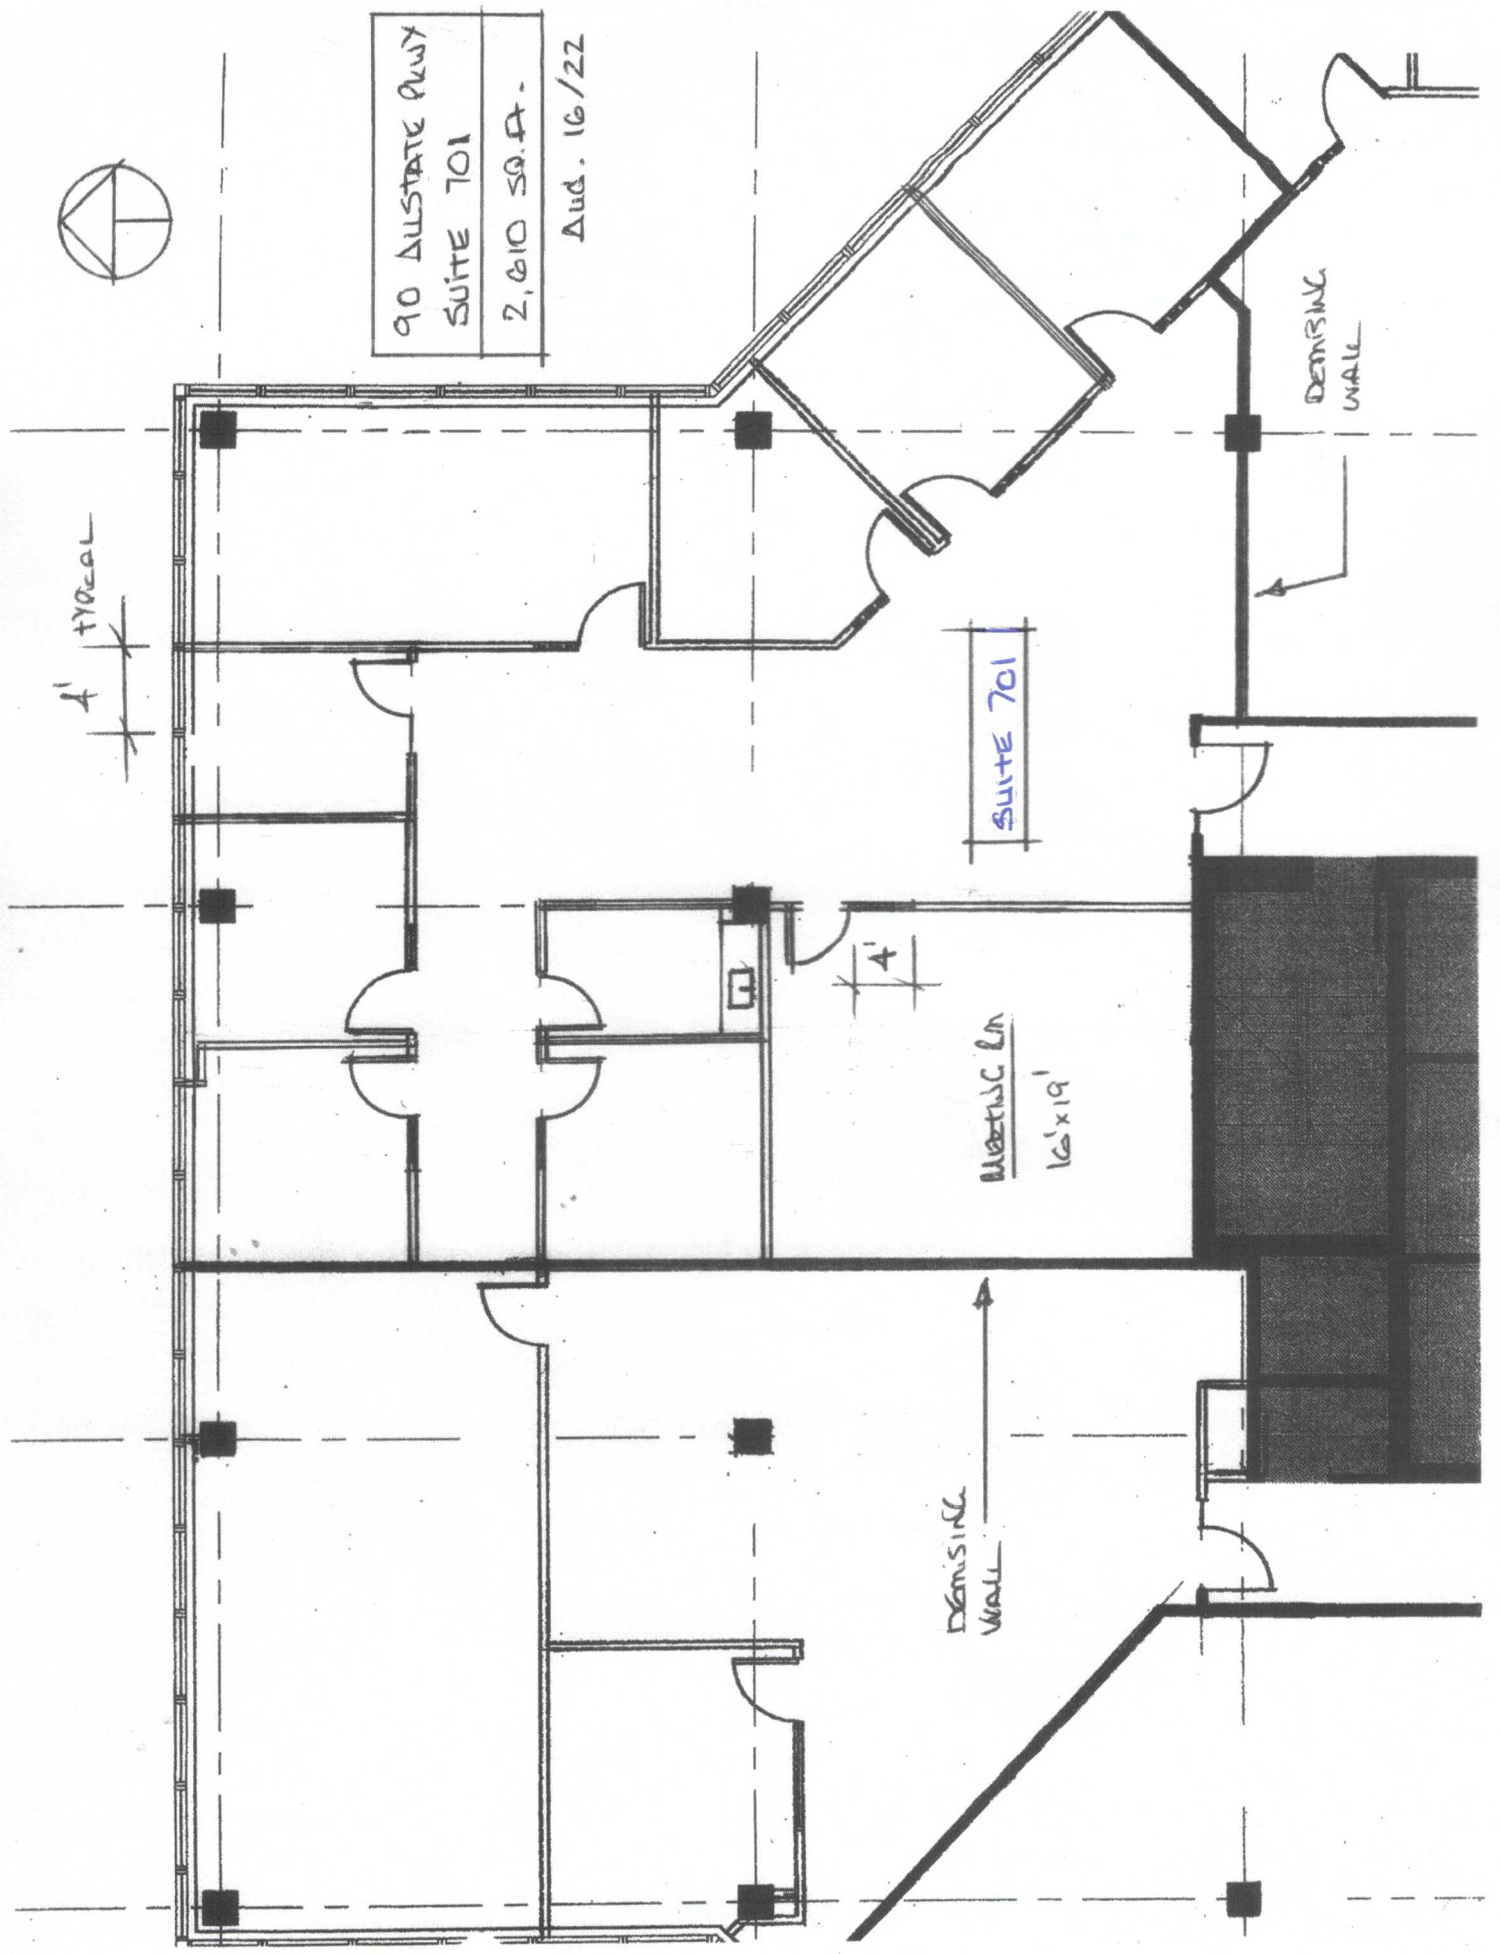 90 ALLSTATE PKWY
SUITE 701
2,610 SQ.FT.
AUG. 16/22
4' TYPICAL
SUITE 701
DEMISING
WALL
4'
MEETING RM
16'x19'
DEMISING
WALL